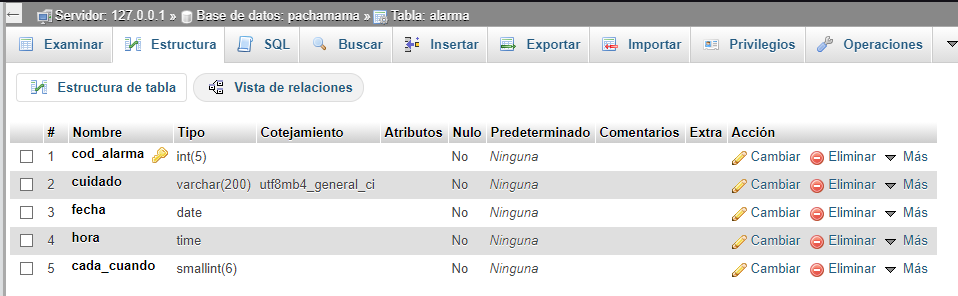 Servidor: 127.0.0.1 » Base de datos: pachamama » Tabla: alarma
Examinar Estructura SQL Buscar Insertar Exportar Importar Privilegios Operaciones
Estructura de tabla Vista de relaciones
# Nombre Tipo Cotejamiento Atributos Nulo Predeterminado Comentarios Extra Acción
1 cod_alarma int(5) No Ninguna Cambiar Eliminar Más
2 cuidado varchar(200) utf8mb4_general_ci No Ninguna Cambiar Eliminar Más
3 fecha date No Ninguna Cambiar Eliminar Más
4 hora time No Ninguna Cambiar Eliminar Más
5 cada_cuando smallint(6) No Ninguna Cambiar Eliminar Más